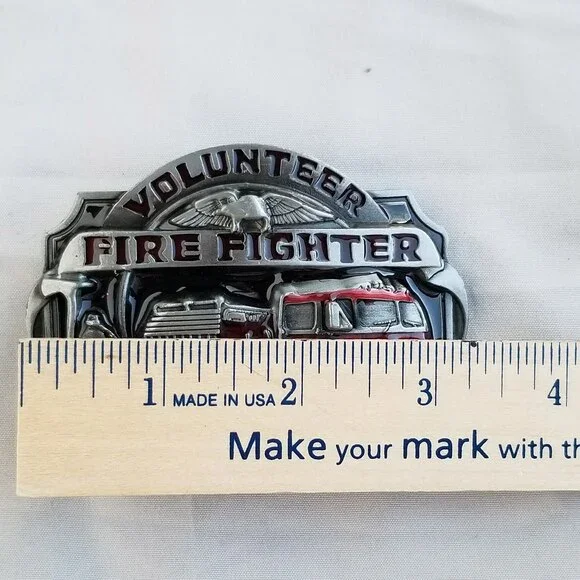 VOLUNTEER
FIRE FIGHTER
1 MADE IN USA 2 3 4
Make your mark with th